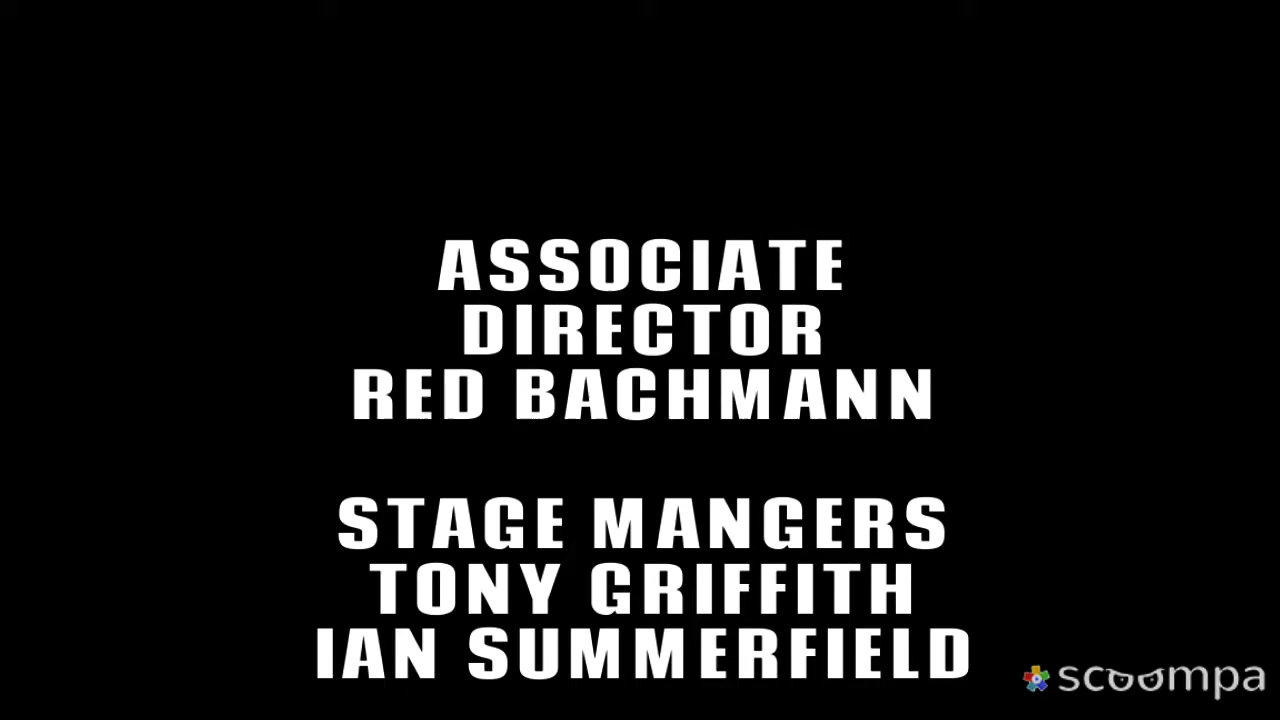 ASSOCIATE
DIRECTOR
RED BACHMANN
STAGE MANGERS
TONY GRIFFITH
IAN SUMMERFIELD
scoompa